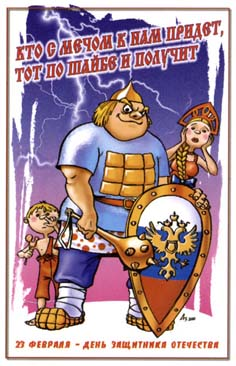 КТО С МЕЧОМ К НАМ ПРИДЕТ,
ТОТ ПО ШАЙБЕ И ПОЛУЧИТ
23 ФЕВРАЛЯ - ДЕНЬ ЗАЩИТНИКА ОТЕЧЕСТВА